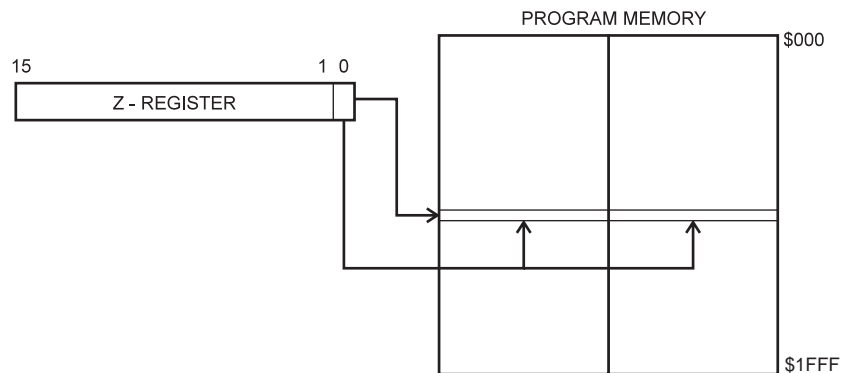 PROGRAM MEMORY
$000
15 1 0
Z - REGISTER
$1FFF